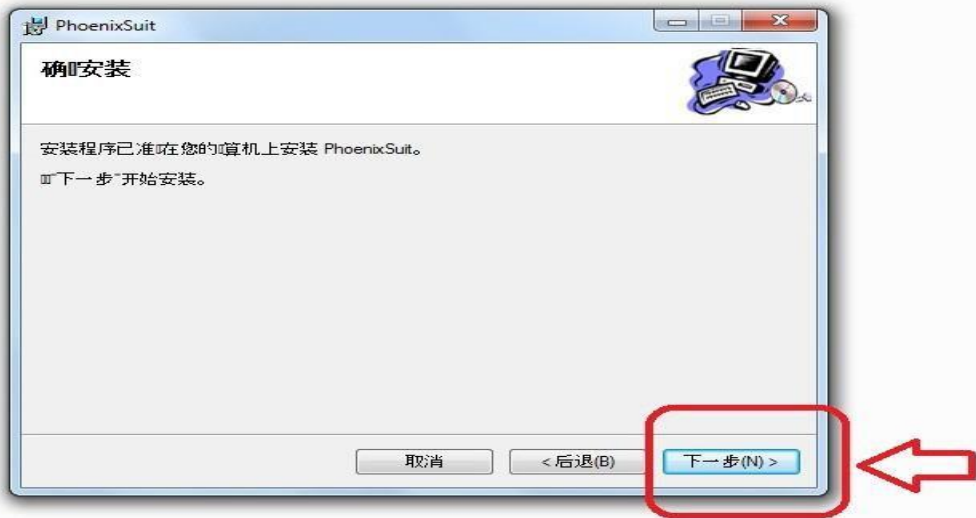 PhoenixSuit
确安装
安装程序已准在您的算机上安装 PhoenixSuit。
"下一步"开始安装。
取消
< 后退(B)
下一步(N) >